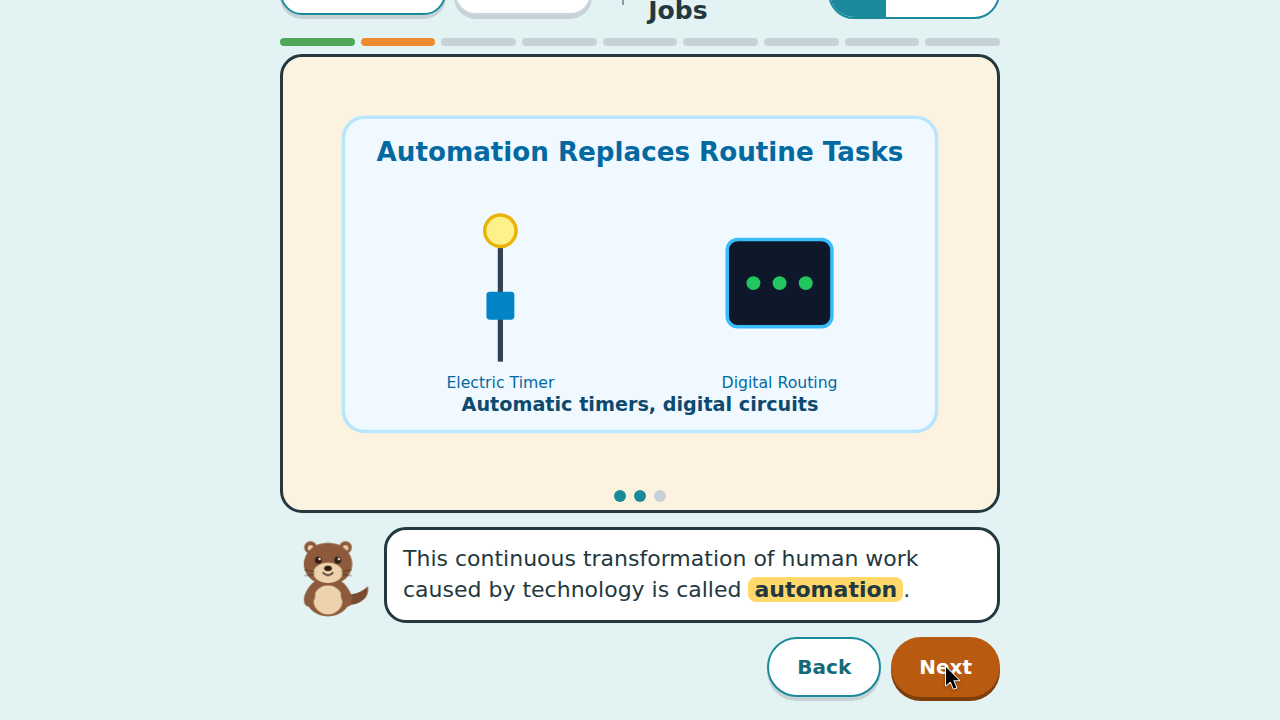 Jobs
Automation Replaces Routine Tasks
Electric Timer
Digital Routing
Automatic timers, digital circuits
This continuous transformation of human work
caused by technology is called automation.
Back
Next